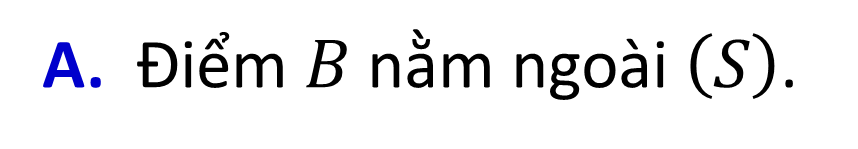 A. Điểm B nằm ngoài (S).